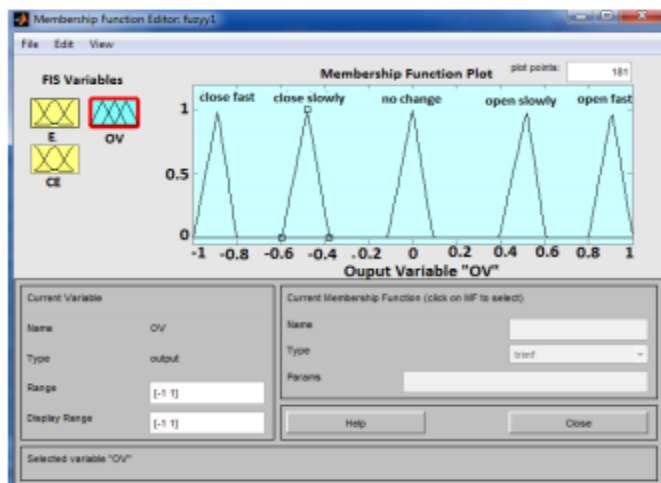 Membership Function Editor: fuzyy1
File Edit View
FIS Variables
E.
OV
CE
Membership Function Plot
plot points: 181
close fast close slowly no change open slowly open fast
1
0.5
0
-1 -0.8 -0.6 -0.4 .0.2 0 0.2 0.4 0.6 0.8 1
Ouput Variable "OV"
Current Variable
Name OV
Type output
Range [-1 1]
Display Range [-1 1]
Current Membership Function (click on MF to select)
Name
Type trimf
Params
Help Close
Selected variable "OV"